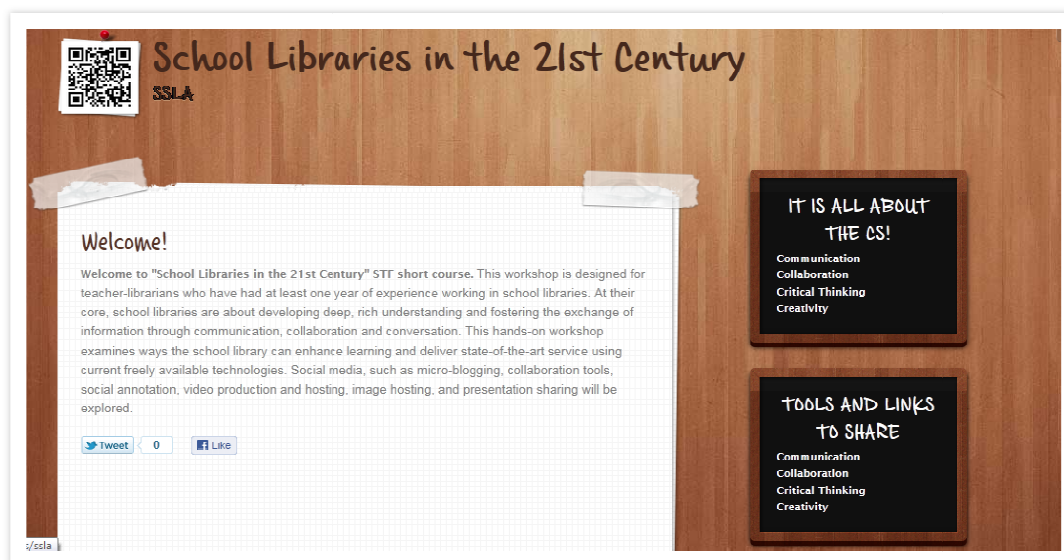 School Libraries in the 21st Century
SSLA
Welcome!
Welcome to "School Libraries in the 21st Century" STF short course. This workshop is designed for
teacher-librarians who have had at least one year of experience working in school libraries. At their
core, school libraries are about developing deep, rich understanding and fostering the exchange of
information through communication, collaboration and conversation. This hands-on workshop
examines ways the school library can enhance learning and deliver state-of-the-art service using
current freely available technologies. Social media, such as micro-blogging, collaboration tools,
social annotation, video production and hosting, image hosting, and presentation sharing will be
explored.
Tweet 0 Like
IT IS ALL ABOUT
THE CS!
Communication
Collaboration
Critical Thinking
Creativity
TOOLS AND LINKS
TO SHARE
Communication
Collaboration
Critical Thinking
Creativity
s/ssla